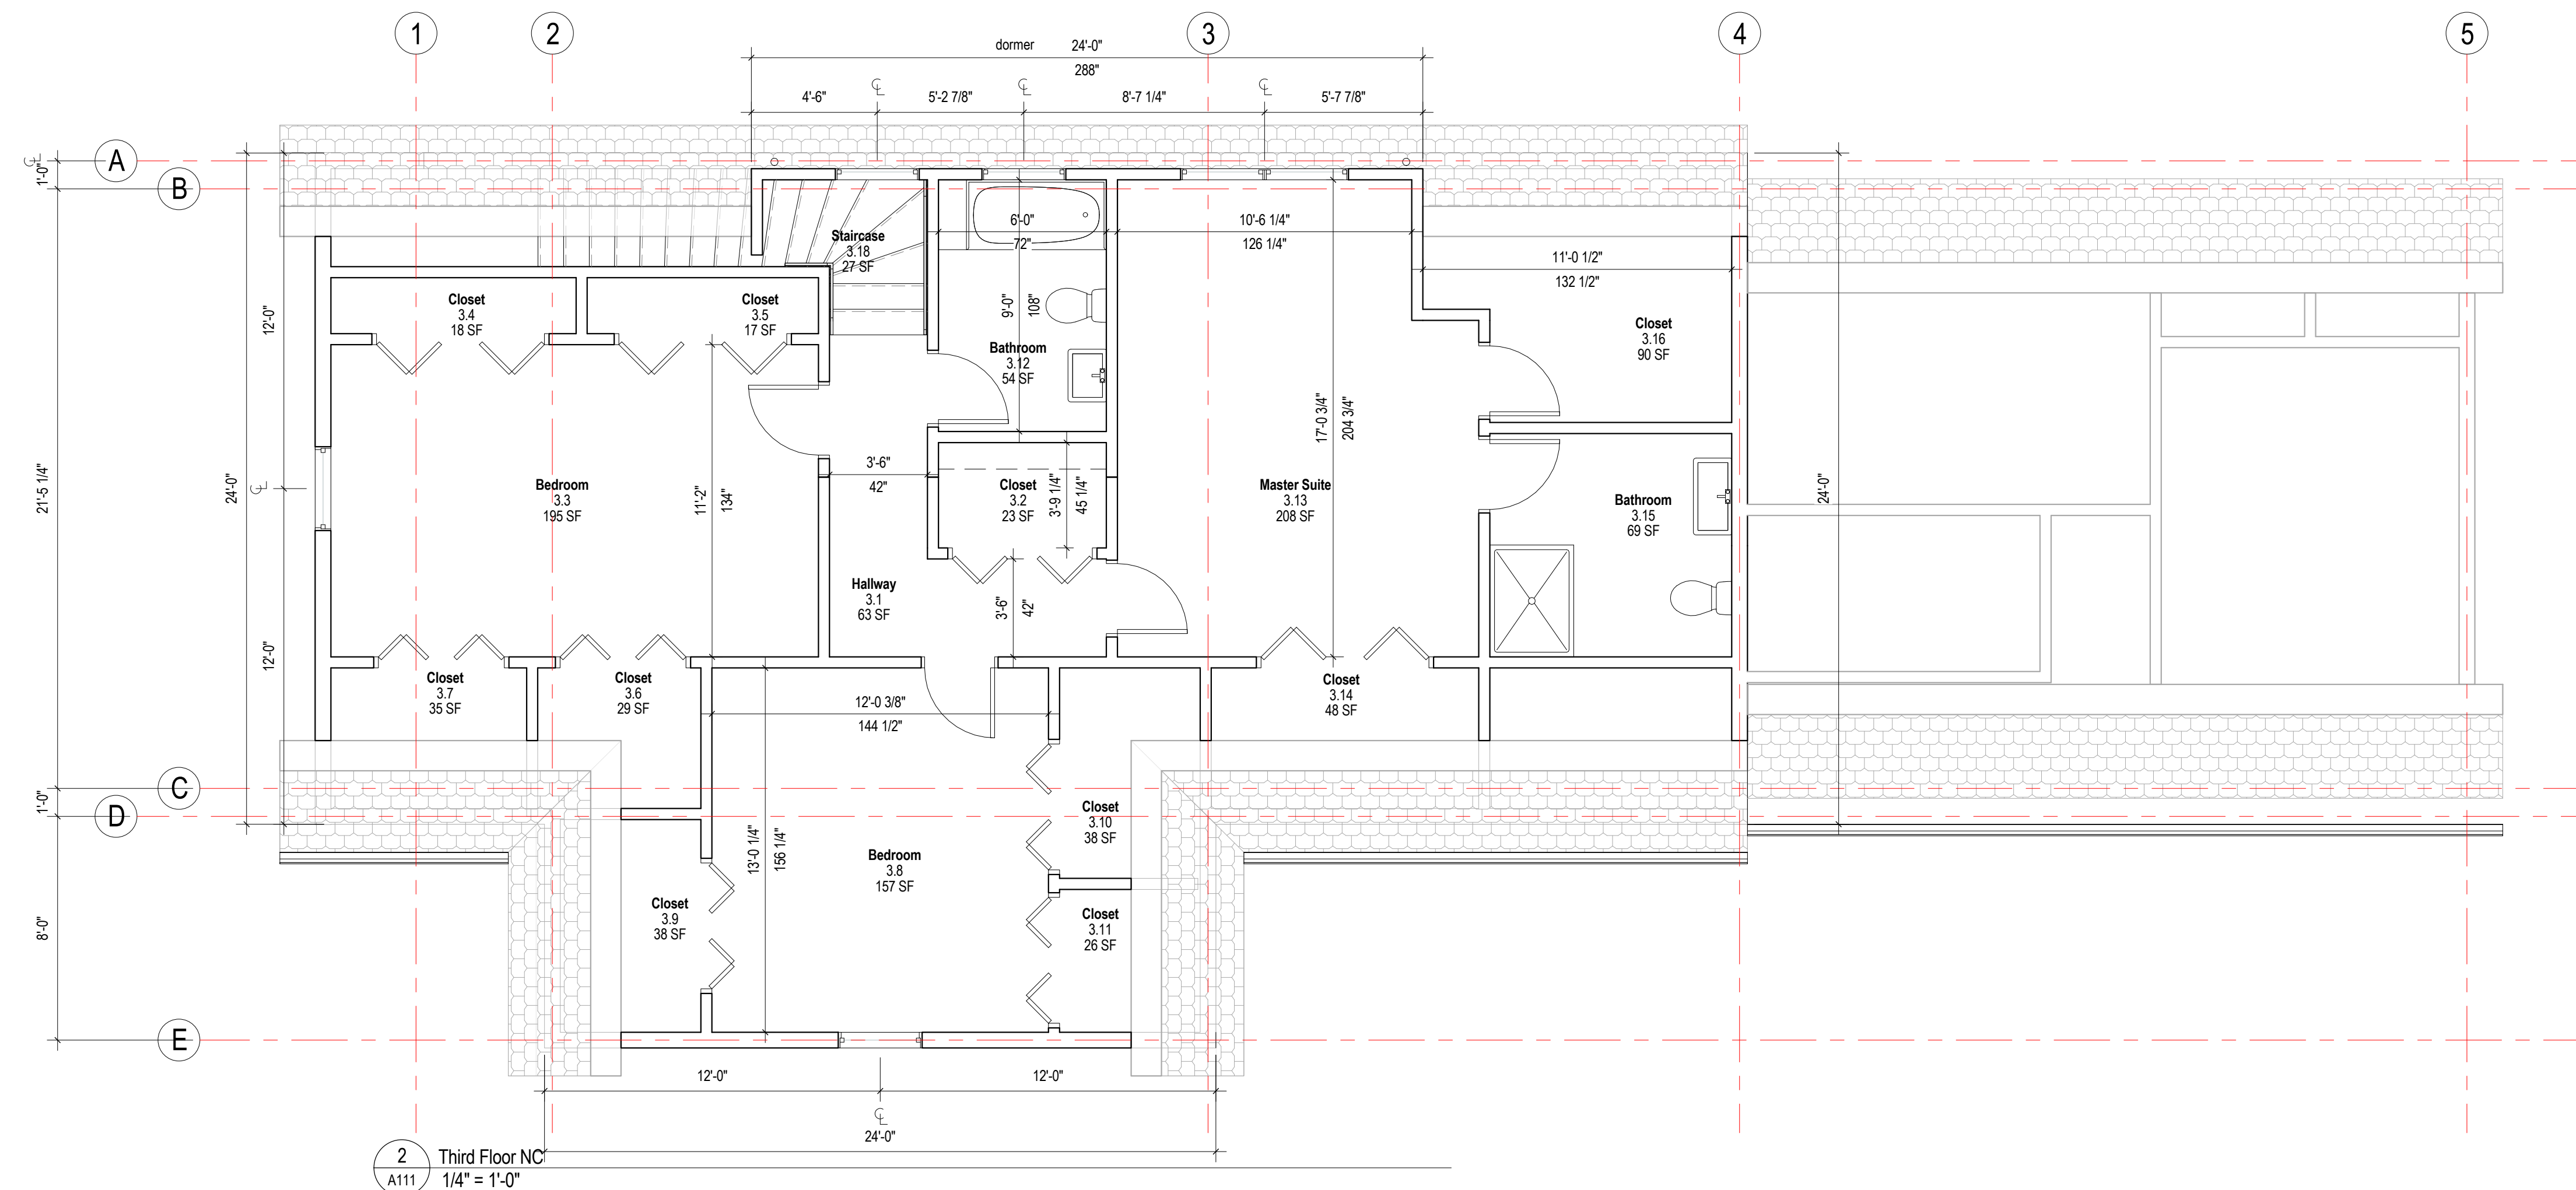 1
2
3
4
5
dormer 24'-0"
288"
4'-6"
5'-2 7/8"
8'-7 1/4"
5'-7 7/8"
A
B
C
D
E
1'-0"
21'-5 1/4"
1'-0"
8'-0"
24'-0"
12'-0"
12'-0"
Staircase
3.18
27 SF
6'-0"
72"
10'-6 1/4"
126 1/4"
11'-0 1/2"
132 1/2"
Closet
3.4
18 SF
Closet
3.5
17 SF
9'-0"
108"
Bathroom
3.12
54 SF
Closet
3.16
90 SF
17'-0 3/4"
204 3/4"
Bedroom
3.3
195 SF
11'-2"
134"
3'-6"
42"
Closet
3.2
23 SF
3'-9 1/4"
45 1/4"
Master Suite
3.13
208 SF
Bathroom
3.15
69 SF
24'-0"
Hallway
3.1
63 SF
3'-6"
42"
Closet
3.7
35 SF
Closet
3.6
29 SF
12'-0 3/8"
144 1/2"
Closet
3.14
48 SF
13'-0 1/4"
156 1/4"
Bedroom
3.8
157 SF
Closet
3.10
38 SF
Closet
3.9
38 SF
Closet
3.11
26 SF
12'-0"
12'-0"
24'-0"
2
A111
Third Floor NC
1/4" = 1'-0"